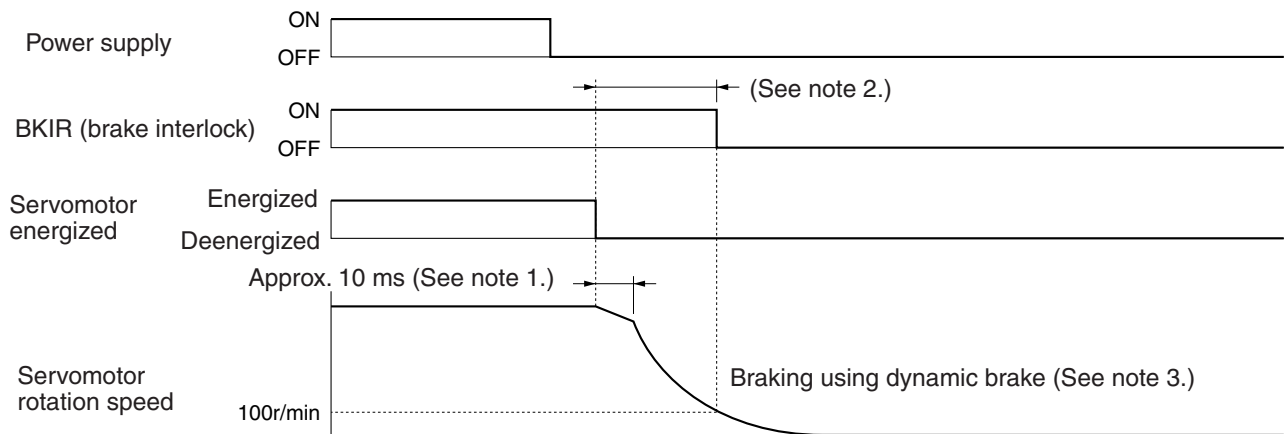 ON
Power supply
OFF
(See note 2.)
ON
BKIR (brake interlock)
OFF
Servomotor
energized
Energized
Deenergized
Approx. 10 ms (See note 1.)
Servomotor
rotation speed
Braking using dynamic brake (See note 3.)
100r/min